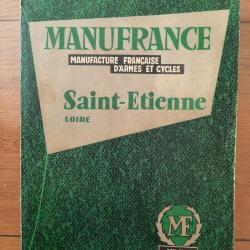 MANUFRANCE
MANUFACTURE FRANÇAISE
D'ARMES ET CYCLES
Saint-Etienne
LOIRE
MF